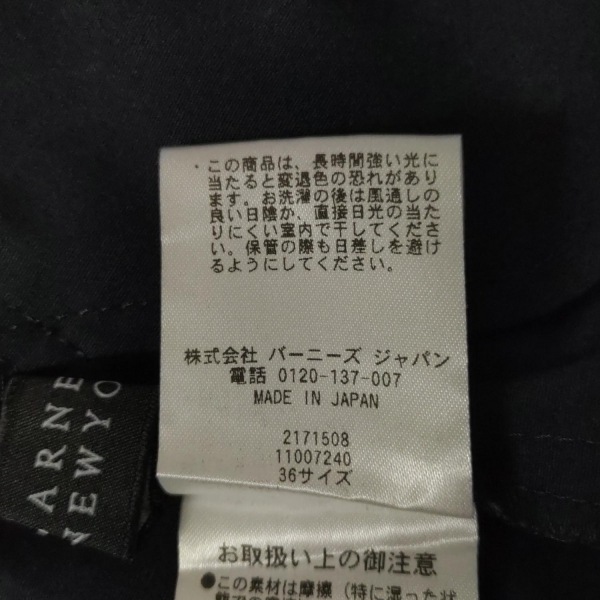 ・この商品は、長時間強い光に
当たると変退色の恐れがあり
ます。お洗濯の後は風通しの
良い日陰か、直接日光の当た
りにくい室内で干してくださ
い。保管の際も日差しを避け
るようにしてください。
株式会社 バーニーズ ジャパン
電話 0120-137-007
MADE IN JAPAN
2171508
11007240
36サイズ
お取扱い上の御注意
●この素材は摩擦（特に湿った状
ARNE
NEWYO